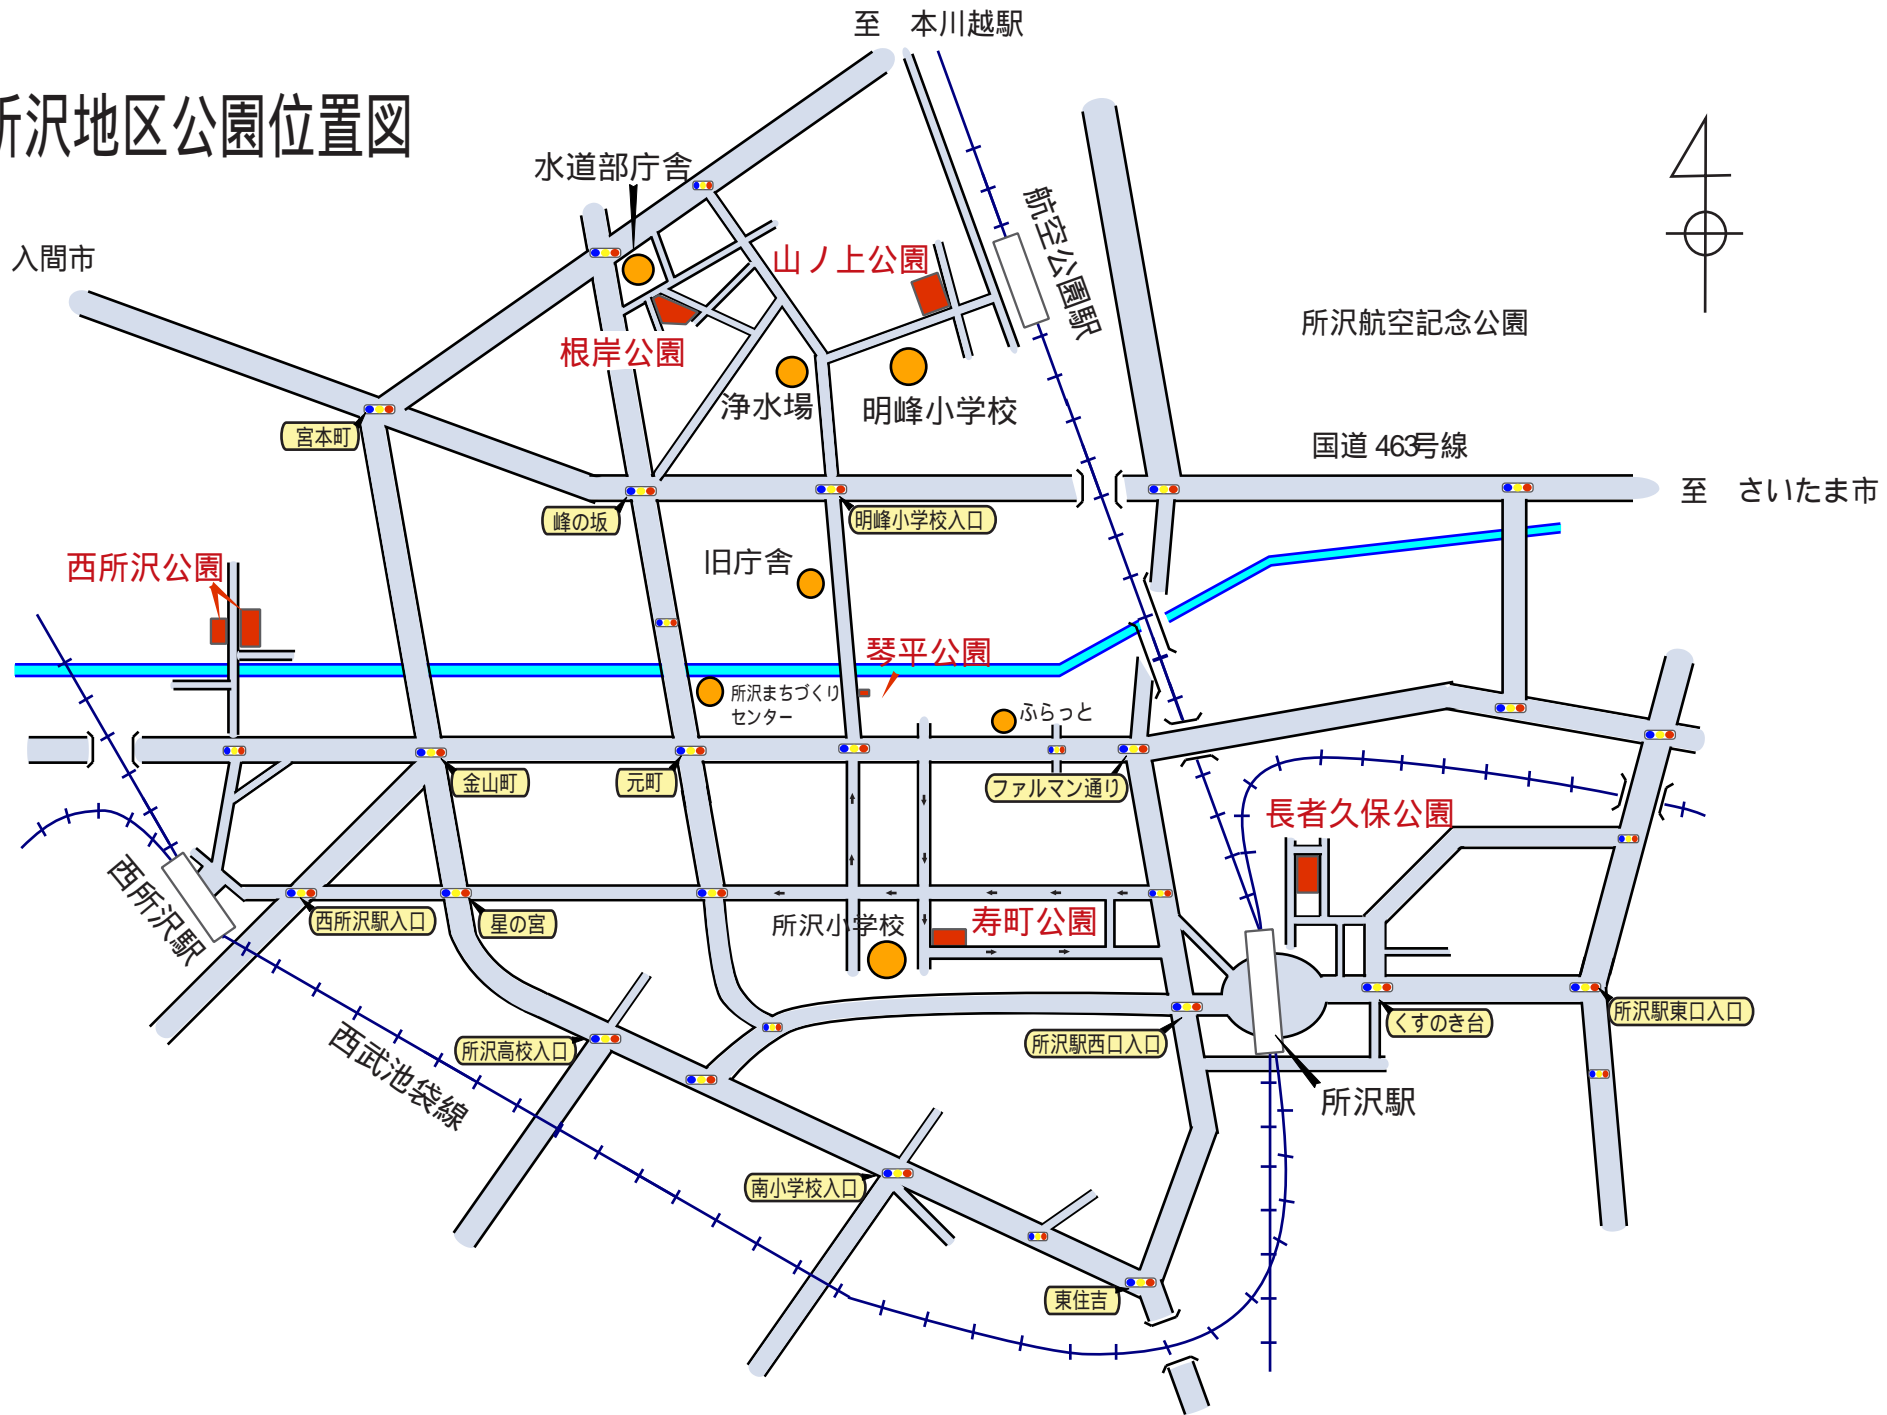 至　本川越駅
所沢地区公園位置図
水道部庁舎
入間市
山ノ上公園
航空公園駅
所沢航空記念公園
根岸公園
浄水場
明峰小学校
宮本町
国道463号線
至　さいたま市
峰の坂
明峰小学校入口
旧庁舎
西所沢公園
琴平公園
所沢まちづくり
センター
ふらっと
金山町
元町
ファルマン通り
長者久保公園
西所沢駅
西所沢駅入口
星の宮
所沢小学校
寿町公園
所沢駅東口入口
くすのき台
所沢高校入口
所沢駅西口入口
西武池袋線
所沢駅
南小学校入口
東住吉